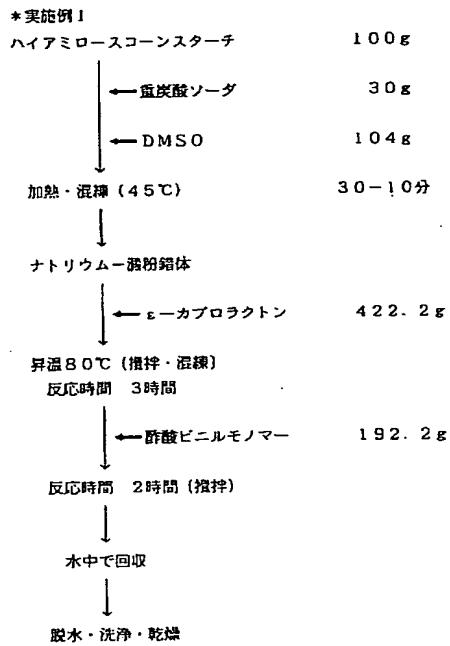 *実施例1
ハイアミロースコーンスターチ 100g
←重炭酸ソーダ 30g
←DMSO 104g
加熱・混練(45℃) 30-10分
ナトリウムー澱粉錯体
←ε-カプロラクトン 422.2g
昇温80℃(攪拌・混練)
反応時間 3時間
←酢酸ビニルモノマー 192.2g
反応時間 2時間(攪拌)
水中で回収
脱水・洗浄・乾燥